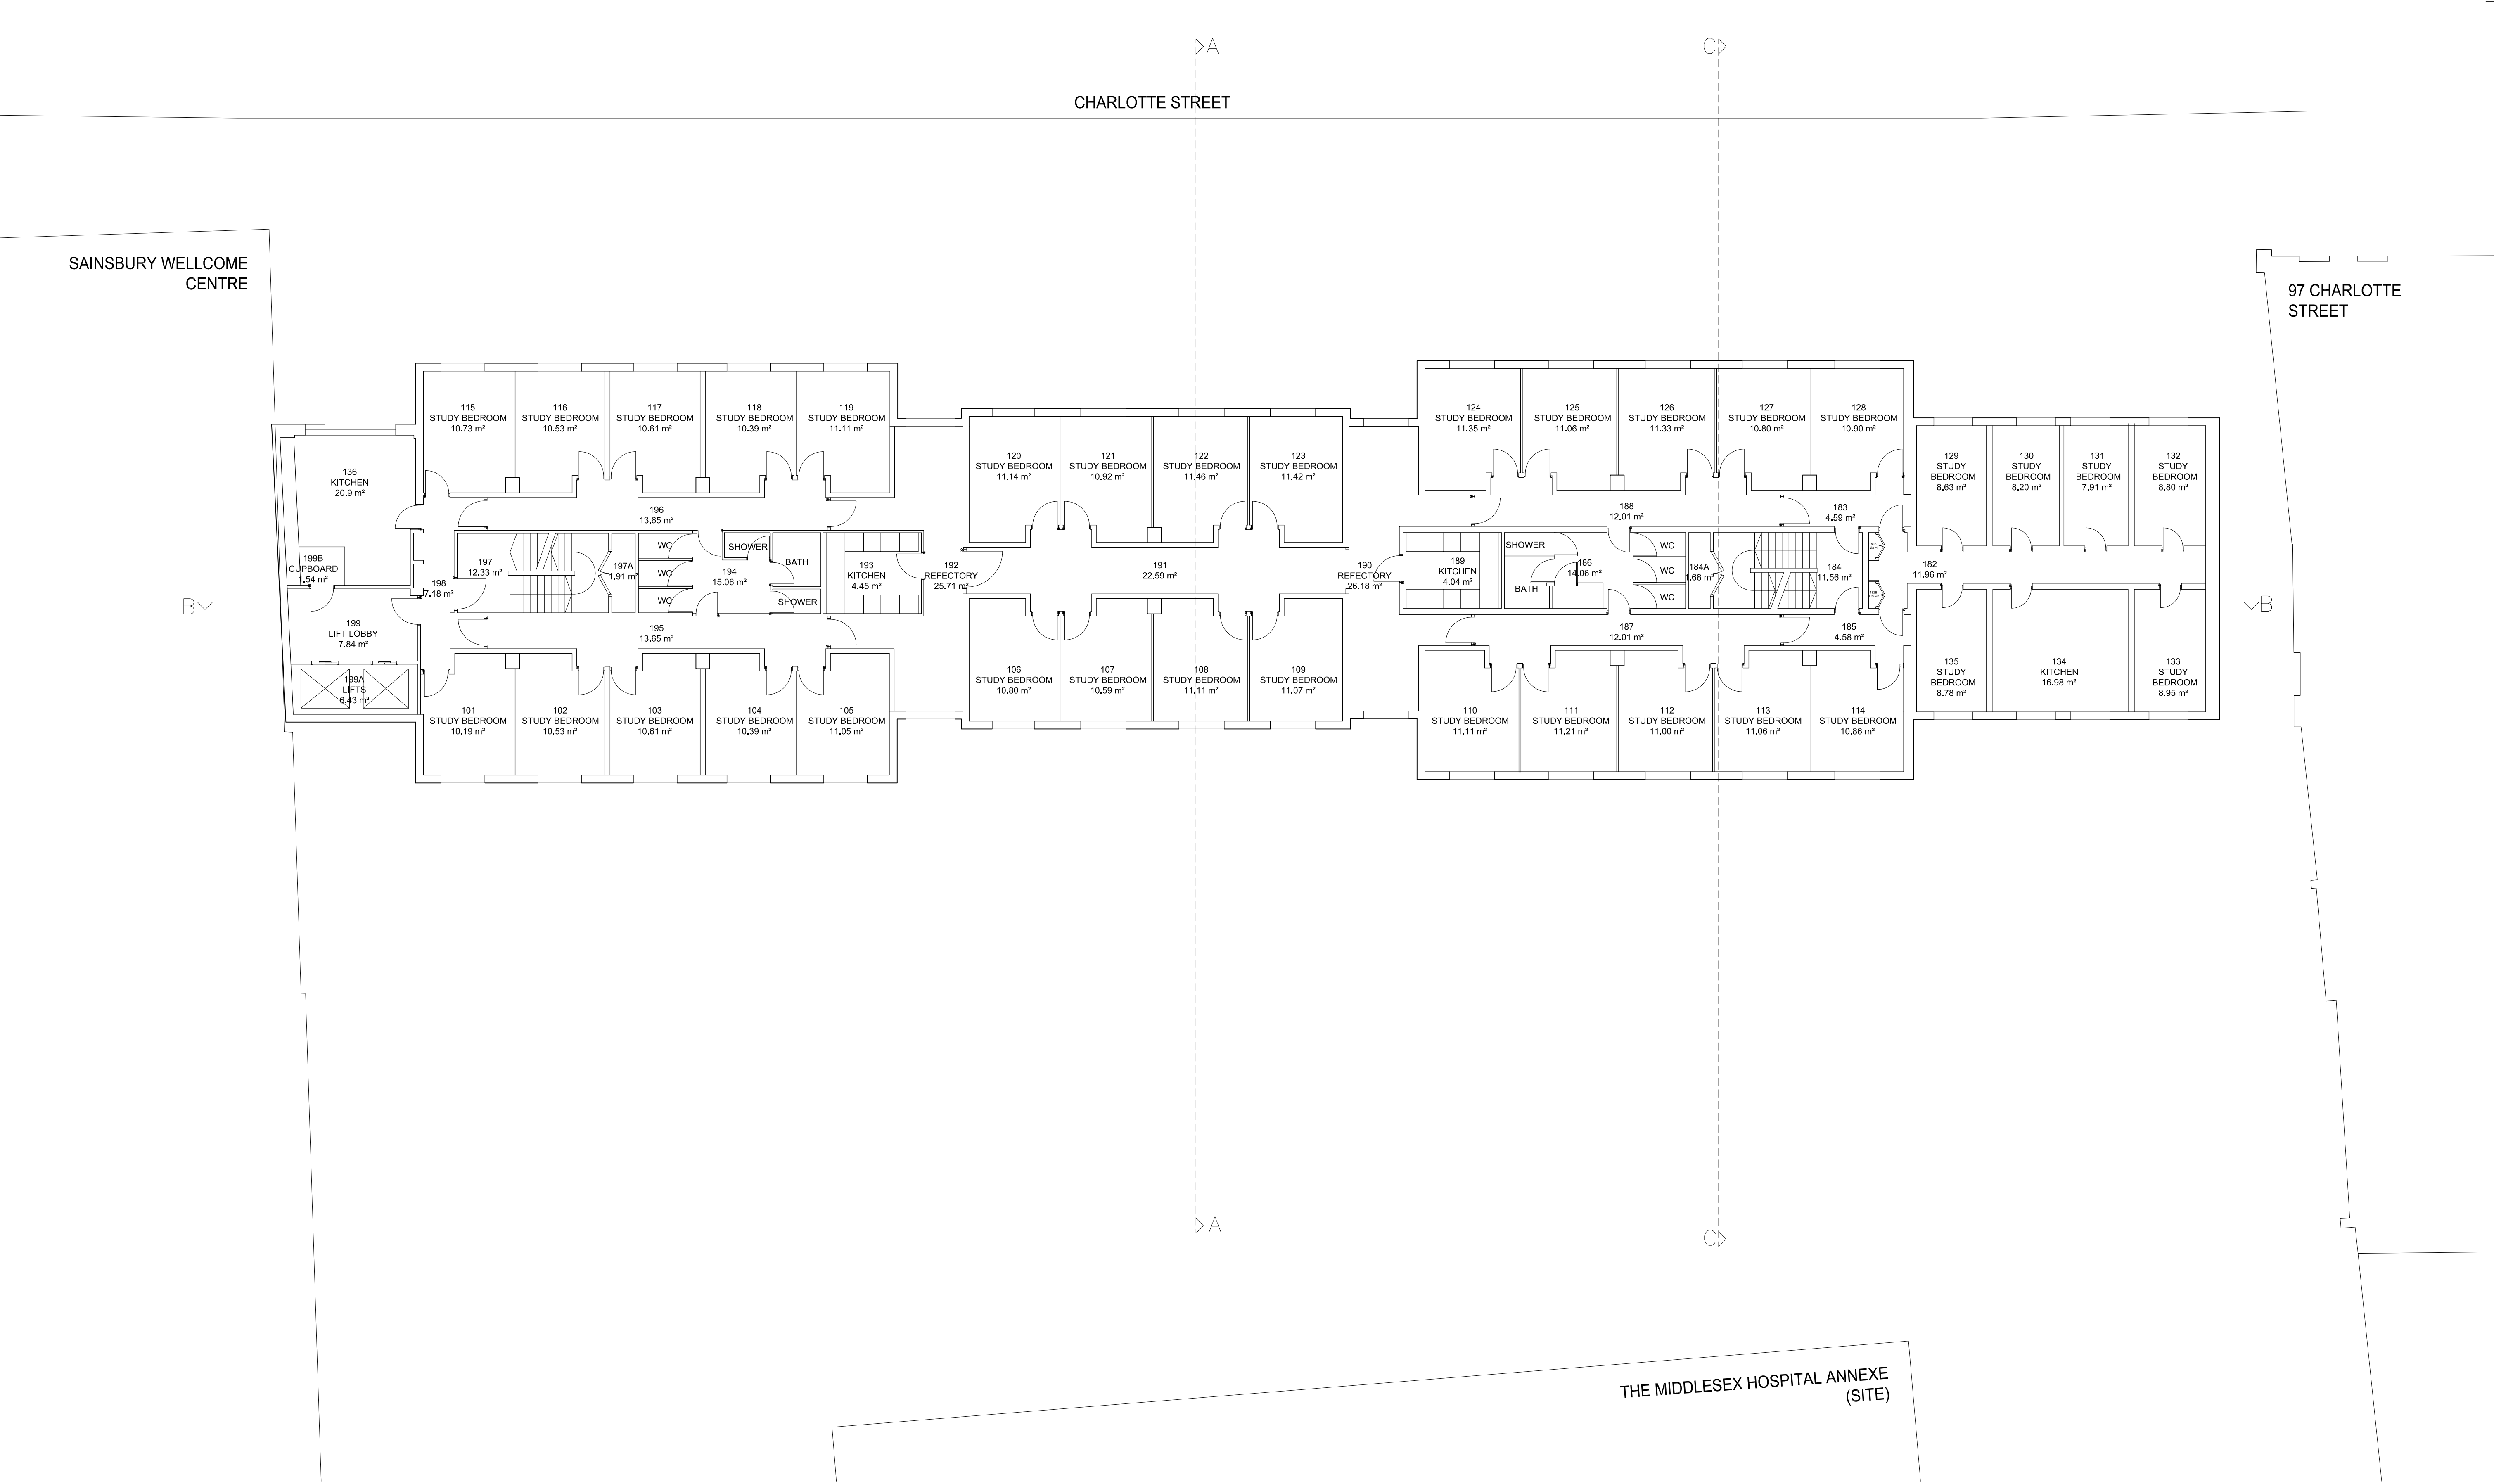 A
C
CHARLOTTE STREET
SAINSBURY WELLCOME
CENTRE
97 CHARLOTTE
STREET
115
STUDY BEDROOM
10.73 m²
116
STUDY BEDROOM
10.53 m²
117
STUDY BEDROOM
10.61 m²
118
STUDY BEDROOM
10.39 m²
119
STUDY BEDROOM
11.11 m²
120
STUDY BEDROOM
11.14 m²
121
STUDY BEDROOM
10.92 m²
122
STUDY BEDROOM
11.46 m²
123
STUDY BEDROOM
11.42 m²
124
STUDY BEDROOM
11.35 m²
125
STUDY BEDROOM
11.06 m²
126
STUDY BEDROOM
11.33 m²
127
STUDY BEDROOM
10.80 m²
128
STUDY BEDROOM
10.90 m²
129
STUDY
BEDROOM
8.63 m²
130
STUDY
BEDROOM
8.20 m²
131
STUDY
BEDROOM
7.91 m²
132
STUDY
BEDROOM
8.80 m²
136
KITCHEN
20.9 m²
196
13.65 m²
188
12.01 m²
183
4.59 m²
199B
CUPBOARD
1.54 m²
198
7.18 m²
197
12.33 m²
197A
1.91 m²
WC
WC
WC
SHOWER
194
15.06 m²
BATH
SHOWER
193
KITCHEN
4.45 m²
192
REFECTORY
25.71 m²
191
22.59 m²
190
REFECTORY
26.18 m²
189
KITCHEN
4.04 m²
SHOWER
BATH
186
14.06 m²
WC
WC
WC
184A
1.68 m²
184
11.56 m²
182
11.96 m²
B
B
199
LIFT LOBBY
7.84 m²
195
13.65 m²
187
12.01 m²
185
4.58 m²
199A
LIFTS
6.43 m²
101
STUDY BEDROOM
10.19 m²
102
STUDY BEDROOM
10.53 m²
103
STUDY BEDROOM
10.61 m²
104
STUDY BEDROOM
10.39 m²
105
STUDY BEDROOM
11.05 m²
106
STUDY BEDROOM
10.80 m²
107
STUDY BEDROOM
10.59 m²
108
STUDY BEDROOM
11.11 m²
109
STUDY BEDROOM
11.07 m²
110
STUDY BEDROOM
11.11 m²
111
STUDY BEDROOM
11.21 m²
112
STUDY BEDROOM
11.00 m²
113
STUDY BEDROOM
11.06 m²
114
STUDY BEDROOM
10.86 m²
135
STUDY
BEDROOM
8.78 m²
134
KITCHEN
16.98 m²
133
STUDY
BEDROOM
8.95 m²
A
C
THE MIDDLESEX HOSPITAL ANNEXE
(SITE)